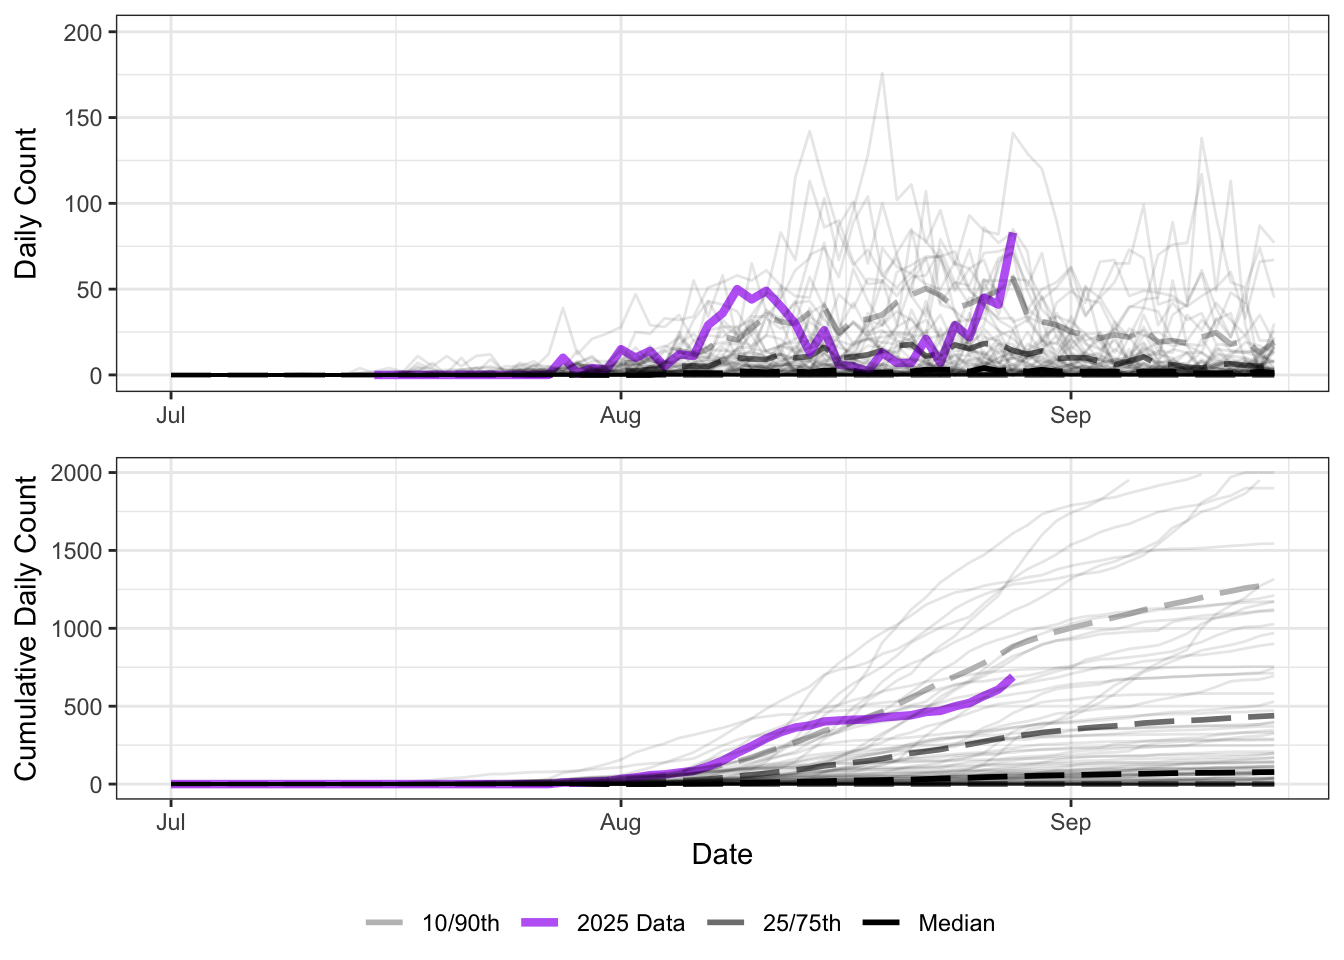 200
150
100
50
0
Daily Count
Jul Aug Sep
2000
1500
1000
500
0
Cumulative Daily Count
Jul Aug Sep
Date
10/90th 2025 Data 25/75th Median